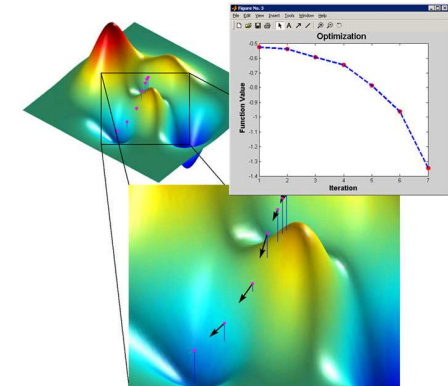 Figure No. 3
File Edit View Insert Tools Window Help
A
Optimization
Function Value
-0.5
-0.6
-0.7
-0.8
-0.9
-1
-1.1
-1.2
-1.3
-1.4
1 2 3 4 5 6 7
Iteration